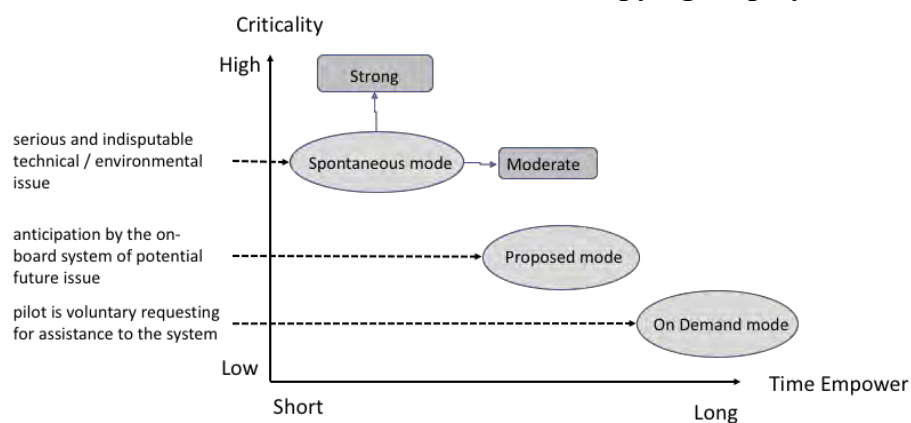 Criticality
High
Strong
serious and indisputable
technical / environmental
issue
Spontaneous mode
Moderate
anticipation by the on-
board system of potential
future issue
Proposed mode
pilot is voluntary requesting
for assistance to the system
On Demand mode
Low
Time Empower
Short
Long